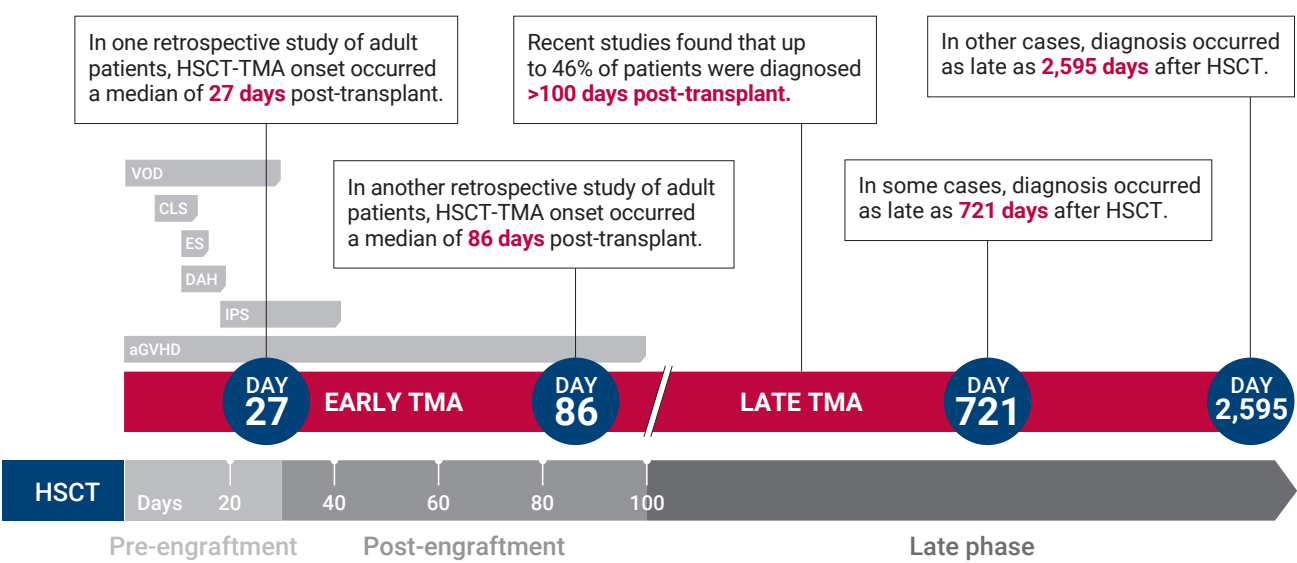 In one retrospective study of adult
patients, HSCT-TMA onset occurred
a median of 27 days post-transplant.
Recent studies found that up
to 46% of patients were diagnosed
>100 days post-transplant.
In other cases, diagnosis occurred
as late as 2,595 days after HSCT.
VOD
CLS
ES
DAH
IPS
aGVHD
In another retrospective study of adult
patients, HSCT-TMA onset occurred
a median of 86 days post-transplant.
In some cases, diagnosis occurred
as late as 721 days after HSCT.
DAY
27
EARLY TMA
DAY
86
LATE TMA
DAY
721
DAY
2,595
HSCT
Days 20 40 60 80 100
Pre-engraftment Post-engraftment Late phase